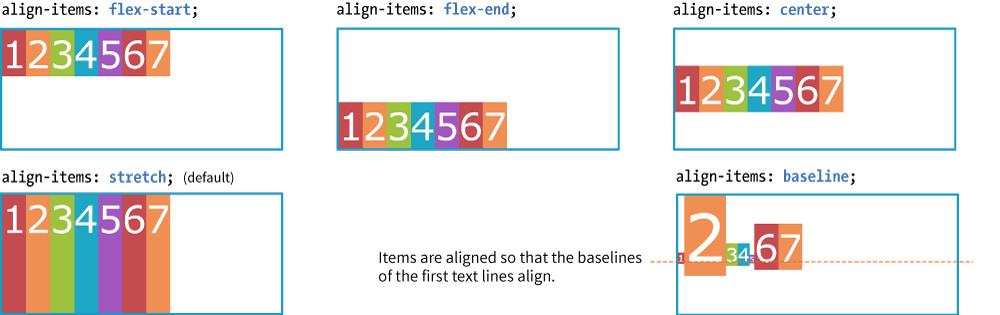 align-items: flex-start;
align-items: flex-end;
align-items: center;
1234567
1234567
1234567
align-items: stretch; (default)
align-items: baseline;
1234567
1234567
Items are aligned so that the baselines
of the first text lines align.